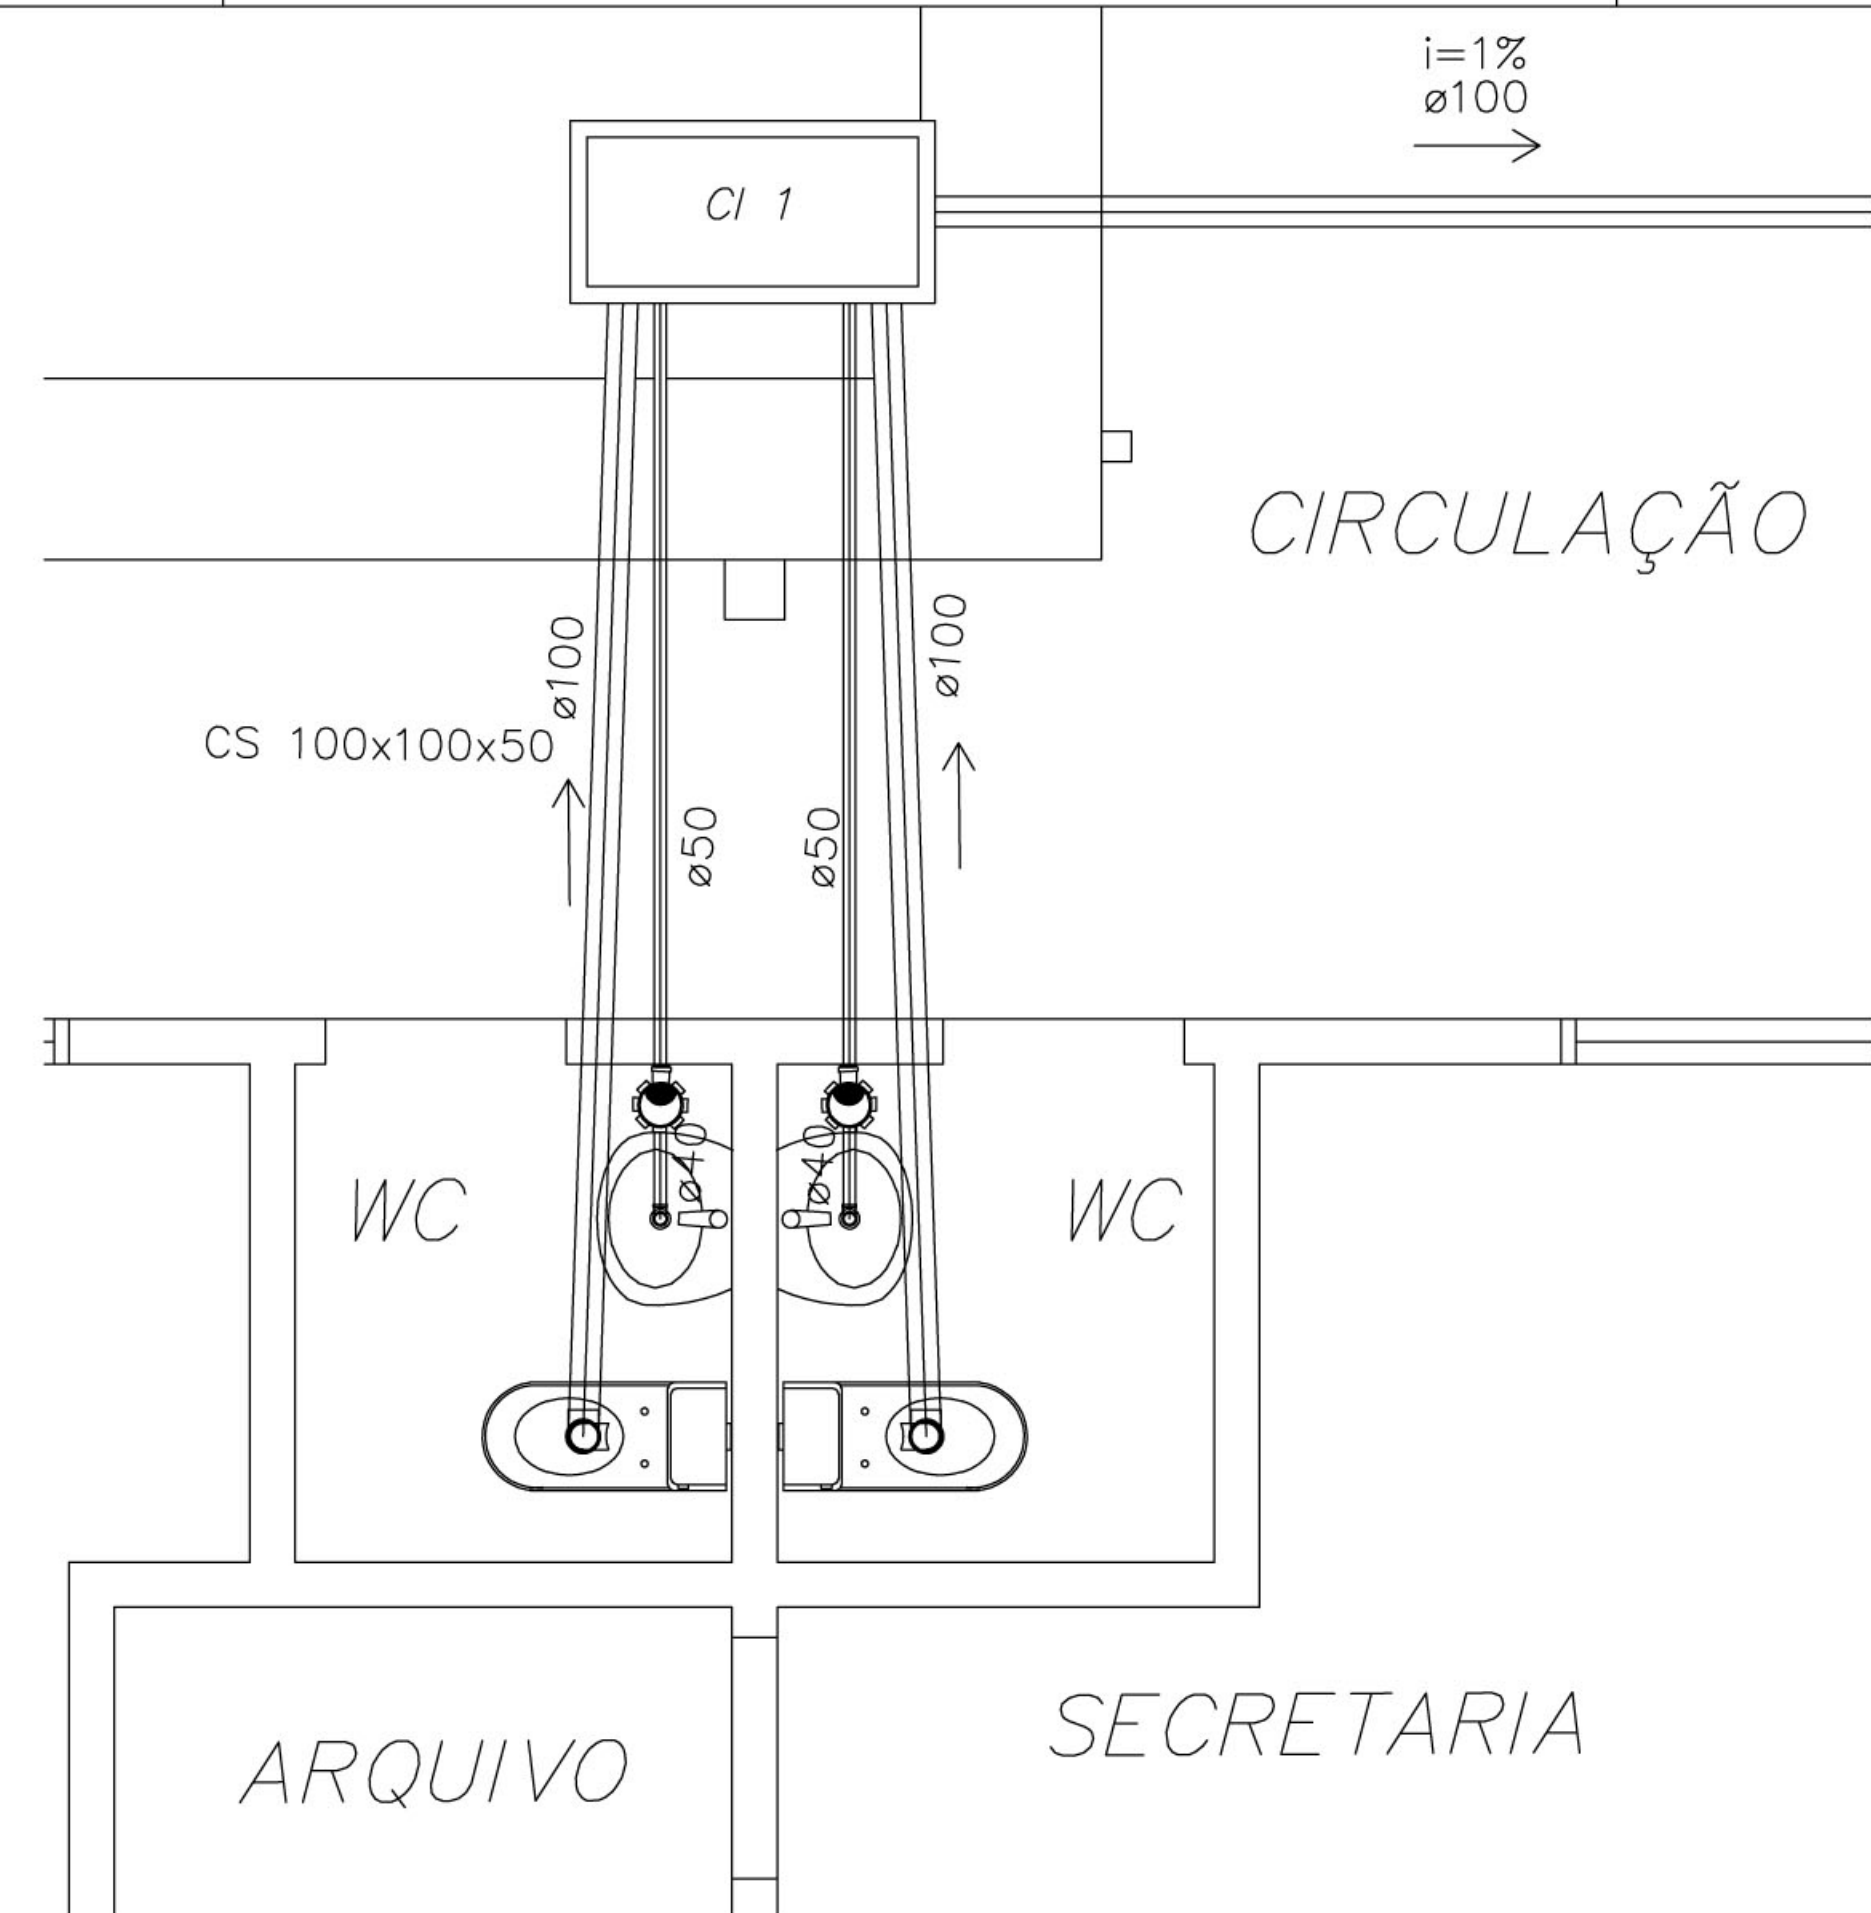 i=1%
ø100
CI 1
CIRCULAÇÃO
ø100
ø100
CS 100x100x50
ø50
ø50
ø40
ø40
WC
WC
SECRETARIA
ARQUIVO